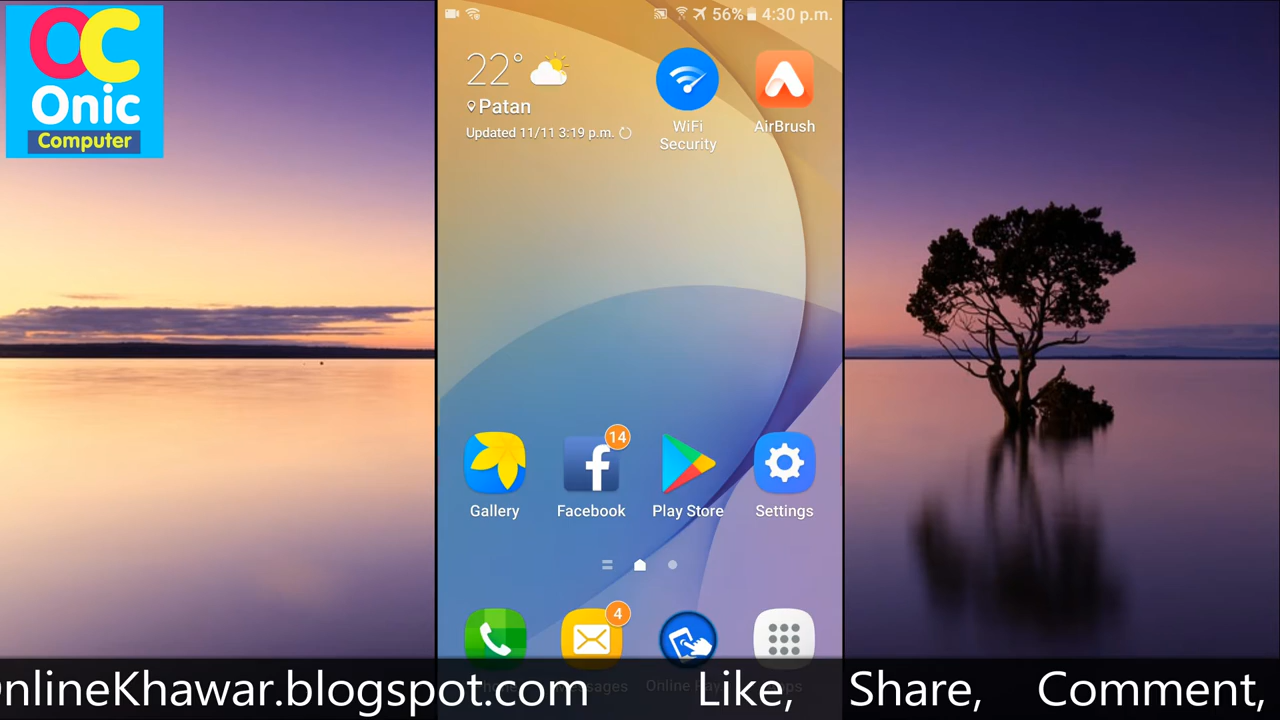 OC
Onic
Computer
56% 4:30 p.m.
22°
Patan
Updated 11/11 3:19 p.m.
WiFi
Security
AirBrush
14
Gallery
Facebook
Play Store
Settings
4
nlineKhawar.blogspot.com Like, Share, Comment,